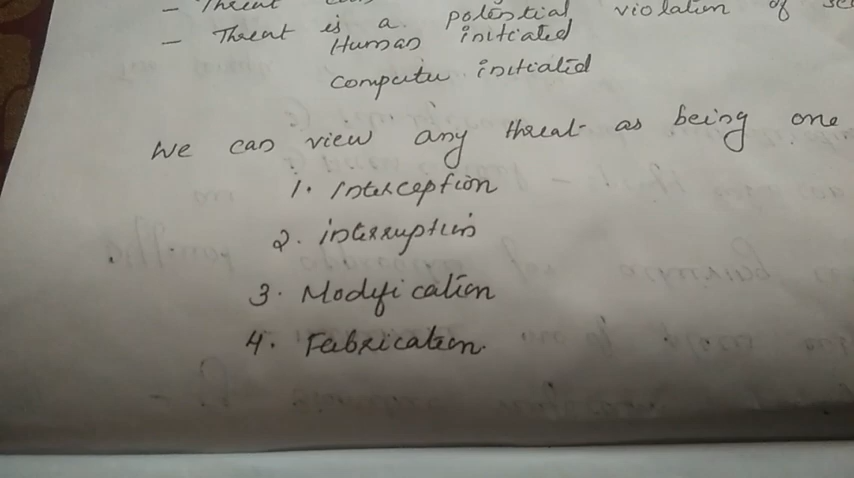 - Threat
- Threat is a potential violation of
Human initiated
Computer initiated
We can view any threat as being one
1. Interception
2. interruption
3. Modification
4. Fabrication.